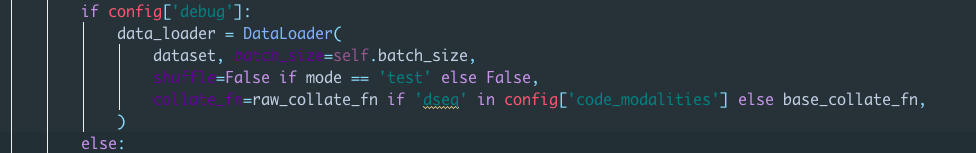 if config['debug']:
data_loader = DataLoader(
dataset, batch_size=self.batch_size,
shuffle=False if mode == 'test' else False,
collate_fn=raw_collate_fn if 'dseq' in config['code_modalities'] else base_collate_fn,
)
else: